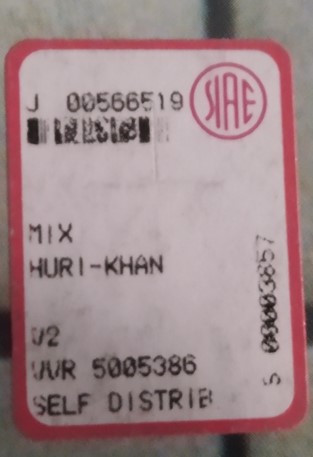 J 00566519
SIAE
MIX
HURI-KHAN
V2
VVR 5005386
SELF DISTRIB
S 00003857